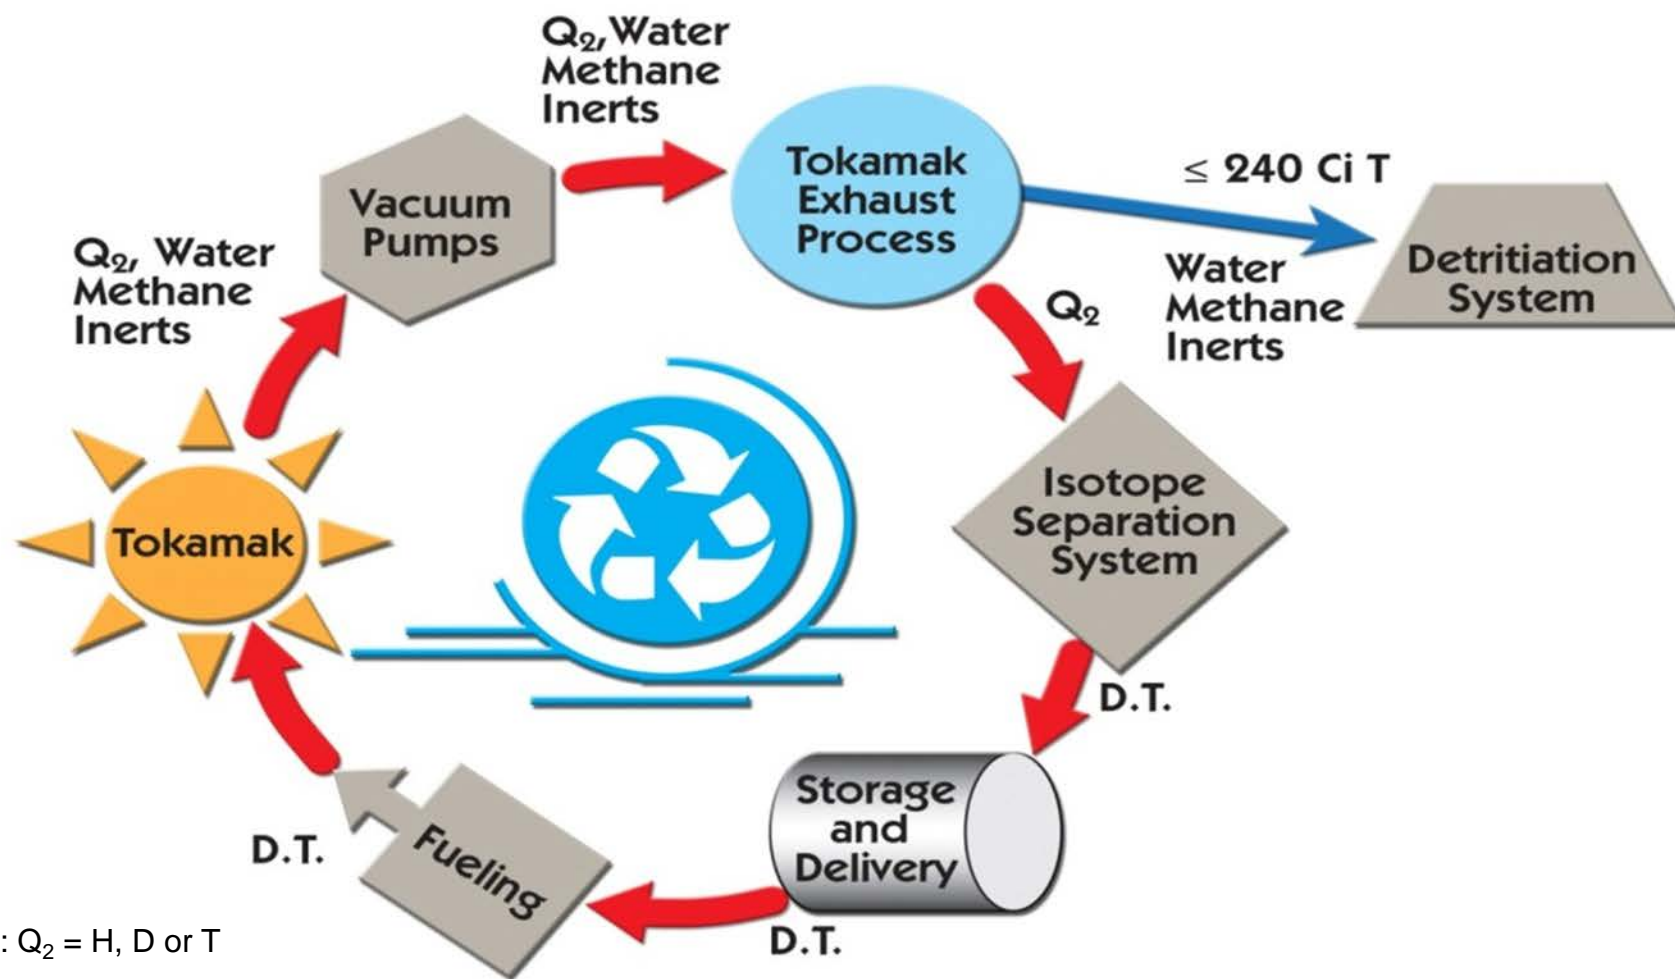 Q₂, Water
Methane
Inerts
Vacuum
Pumps
Tokamak
Exhaust
Process
≤ 240 Ci T
Water
Methane
Inerts
Detritiation
System
Q₂, Water
Methane
Inerts
Q₂
Tokamak
Isotope
Separation
System
D.T.
Storage
and
Delivery
D.T.
Fueling
D.T.
: Q₂ = H, D or T